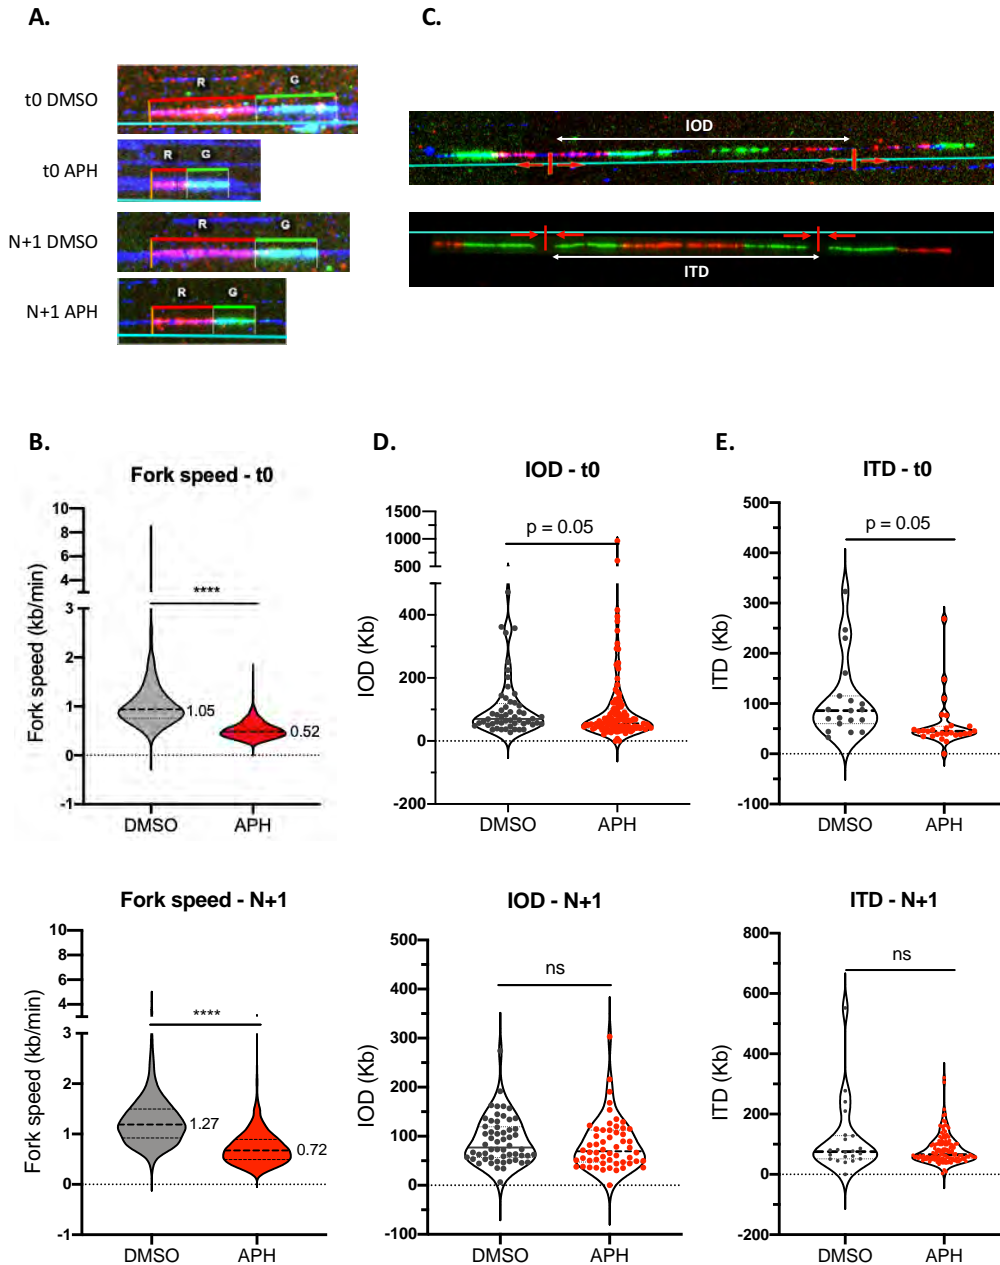 A.
C.
t0 DMSO
R
G
t0 APH
R
G
N+1 DMSO
R
G
N+1 APH
R
G
IOD
ITD
B.
D.
E.
Fork speed - t0
IOD - t0
ITD - t0
Fork speed (kb/min)
10
8
6
4
3
2
1
0
-1
****
1.05
0.52
DMSO
APH
IOD (Kb)
1500
1000
500
400
200
0
-200
p = 0.05
DMSO
APH
ITD (Kb)
500
400
300
200
100
0
-100
p = 0.05
DMSO
APH
Fork speed - N+1
IOD - N+1
ITD - N+1
Fork speed (kb/min)
10
8
6
4
3
2
1
0
-1
****
1.27
0.72
DMSO
APH
IOD (Kb)
500
400
300
200
100
0
-100
ns
DMSO
APH
ITD (Kb)
800
600
400
200
0
-200
ns
DMSO
APH